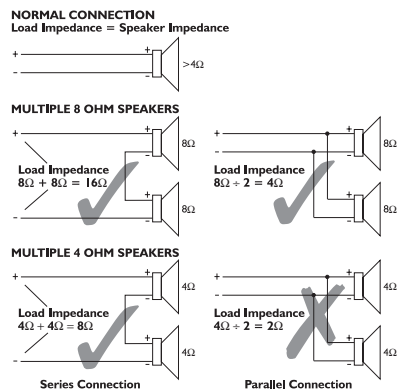 NORMAL CONNECTION
Load Impedance = Speaker Impedance
+
-
+
-
>4Ω
MULTIPLE 8 OHM SPEAKERS
+
-
+
-
8Ω
Load Impedance
8Ω + 8Ω = 16Ω
+
-
8Ω
+
-
+
-
8Ω
Load Impedance
8Ω ÷ 2 = 4Ω
+
-
8Ω
MULTIPLE 4 OHM SPEAKERS
+
-
+
-
4Ω
Load Impedance
4Ω + 4Ω = 8Ω
+
-
4Ω
Series Connection
+
-
+
-
4Ω
Load Impedance
4Ω ÷ 2 = 2Ω
+
-
4Ω
Parallel Connection